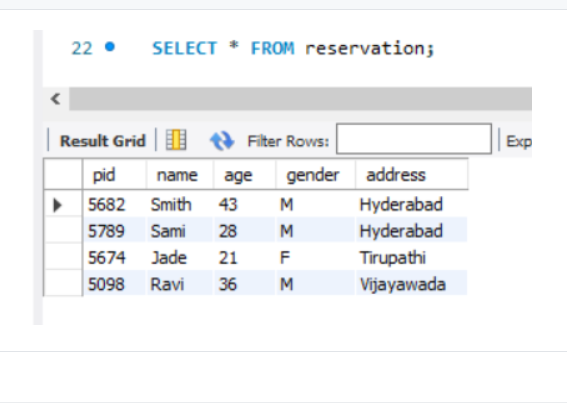 22 SELECT * FROM reservation;
Result Grid Filter Rows: Exp
pid name age gender address
5682 Smith 43 M Hyderabad
5789 Sami 28 M Hyderabad
5674 Jade 21 F Tirupathi
5098 Ravi 36 M Vijayawada